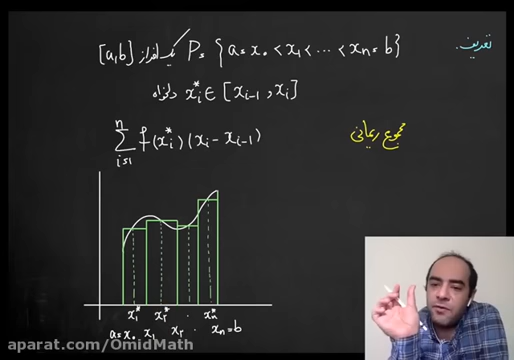 تعریف.
P = { a = x₀ < x₁ < ... < xₙ = b } یک افراز [a,b]
xᵢ* ∈ [xᵢ₋₁ , xᵢ] دلخواه
مجموع ریمانی
∑ᵢ₌₁ⁿ f(xᵢ*) (xᵢ - xᵢ₋₁)
x₁* x₂* . xₙ*
a = x₀ x₁ x₂ . xₙ = b
aparat.com/OmidMath